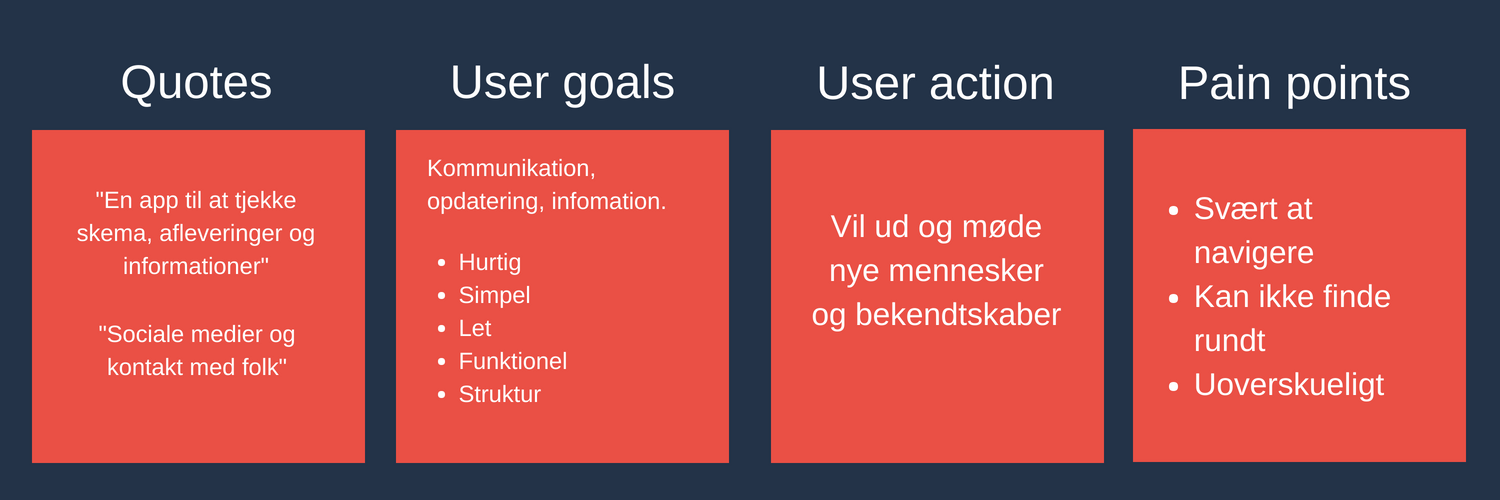 Quotes
"En app til at tjekke
skema, afleveringer og
informationer"
"Sociale medier og
kontakt med folk"
User goals
Kommunikation,
opdatering, infomation.
• Hurtig
• Simpel
• Let
• Funktionel
• Struktur
User action
Vil ud og møde
nye mennesker
og bekendtskaber
Pain points
• Svært at
navigere
• Kan ikke finde
rundt
• Uoverskueligt